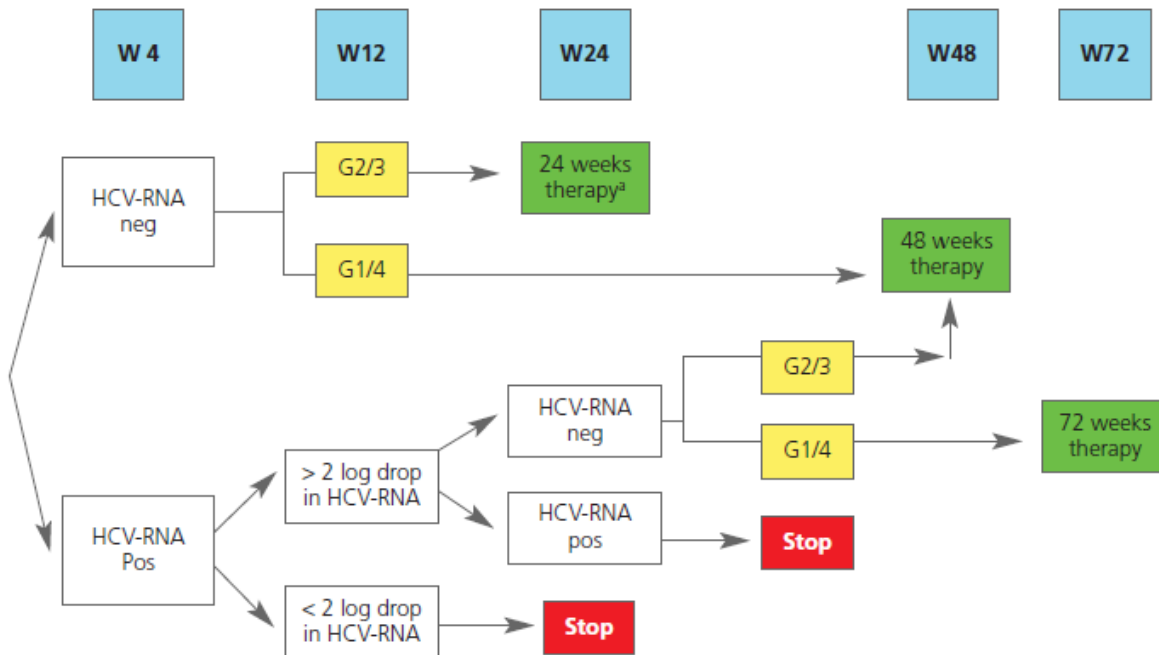 W 4
W12
W24
W48
W72
HCV-RNA
neg
G2/3
24 weeks
therapyᵃ
G1/4
48 weeks
therapy
HCV-RNA
Pos
> 2 log drop
in HCV-RNA
HCV-RNA
neg
G2/3
G1/4
72 weeks
therapy
HCV-RNA
pos
Stop
< 2 log drop
in HCV-RNA
Stop